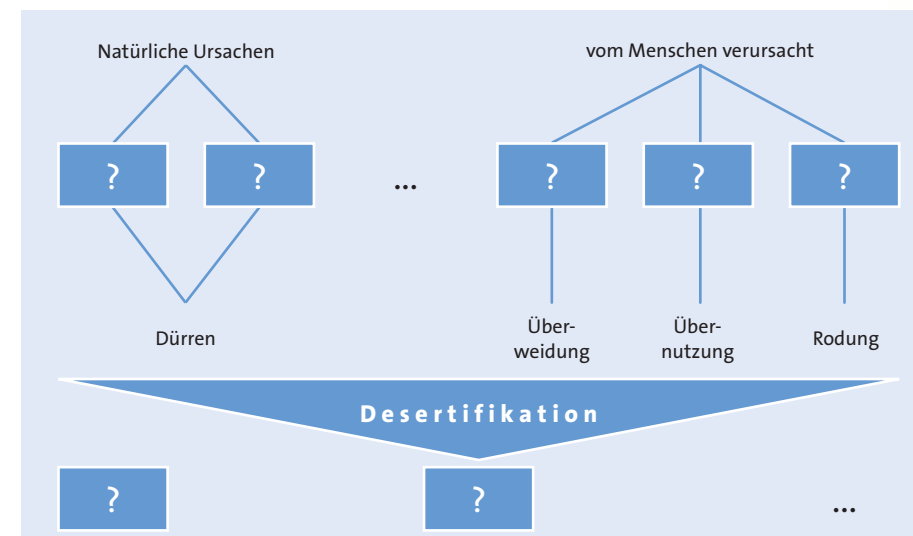 Natürliche Ursachen
vom Menschen verursacht
?
?
...
?
?
?
Dürren
Über-
weidung
Über-
nutzung
Rodung
Desertifikation
?
?
...